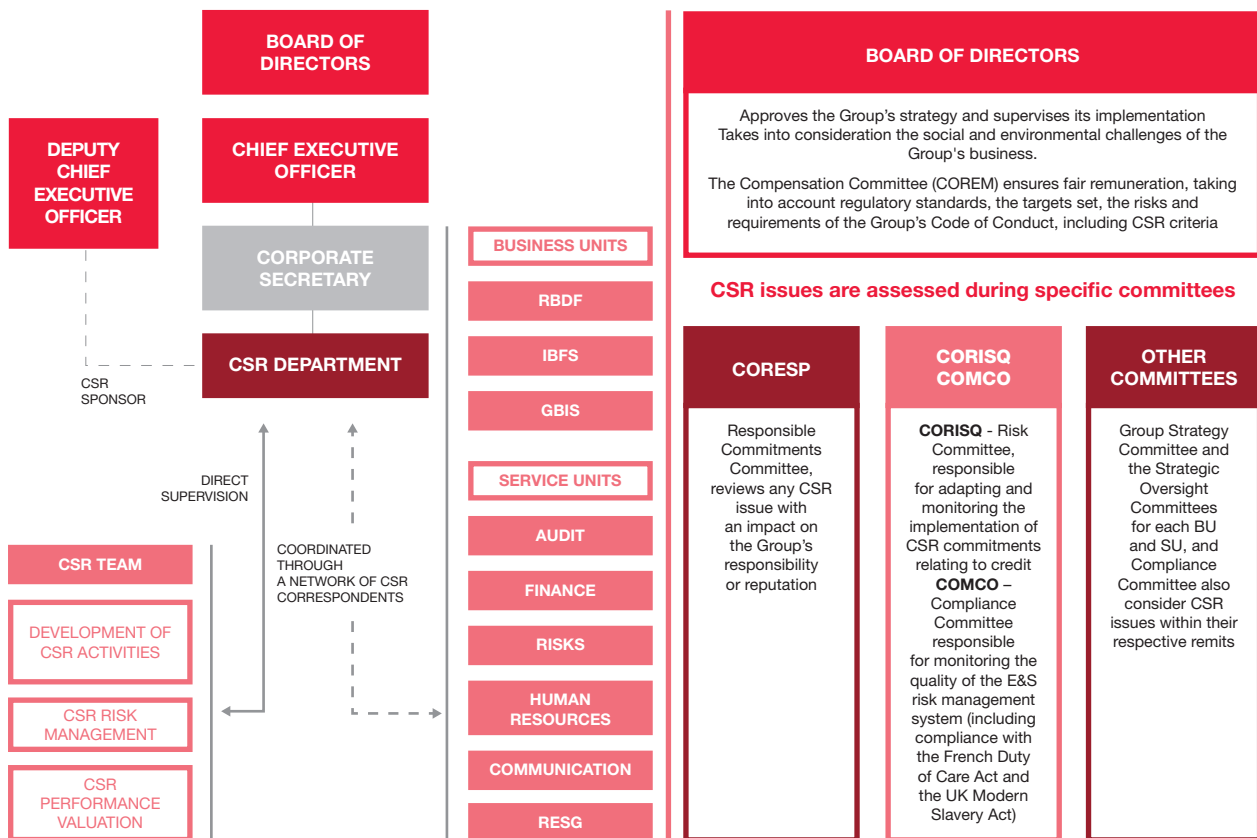 BOARD OF
DIRECTORS
DEPUTY
CHIEF
EXECUTIVE
OFFICER
CHIEF EXECUTIVE
OFFICER
CORPORATE
SECRETARY
CSR DEPARTMENT
CSR
SPONSOR
DIRECT
SUPERVISION
COORDINATED
THROUGH
A NETWORK OF CSR
CORRESPONDENTS
CSR TEAM
DEVELOPMENT OF
CSR ACTIVITIES
CSR RISK
MANAGEMENT
CSR
PERFORMANCE
VALUATION
BUSINESS UNITS
RBDF
IBFS
GBIS
SERVICE UNITS
AUDIT
FINANCE
RISKS
HUMAN
RESOURCES
COMMUNICATION
RESG
BOARD OF DIRECTORS
Approves the Group’s strategy and supervises its implementation
Takes into consideration the social and environmental challenges of the
Group's business.
The Compensation Committee (COREM) ensures fair remuneration, taking
into account regulatory standards, the targets set, the risks and
requirements of the Group’s Code of Conduct, including CSR criteria
CSR issues are assessed during specific committees
CORESP
Responsible
Commitments
Committee,
reviews any CSR
issue with
an impact on
the Group’s
responsibility
or reputation
CORISQ
COMCO
CORISQ - Risk
Committee,
responsible
for adapting and
monitoring the
implementation of
CSR commitments
relating to credit
COMCO –
Compliance
Committee
responsible
for monitoring the
quality of the E&S
risk management
system (including
compliance with
the French Duty
of Care Act and
the UK Modern
Slavery Act)
OTHER
COMMITTEES
Group Strategy
Committee and
the Strategic
Oversight
Committees
for each BU
and SU, and
Compliance
Committee also
consider CSR
issues within their
respective remits